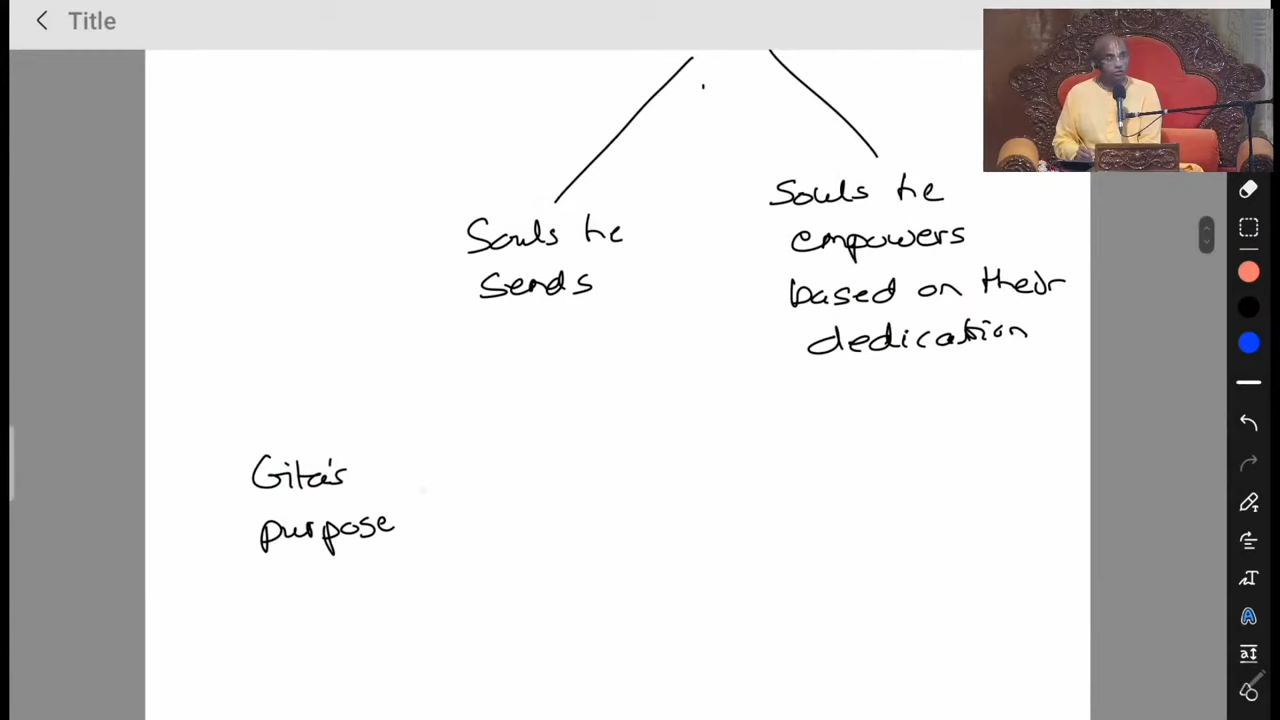 Title
Souls he
sends
Souls he
empowers
based on their
dedication
Gita's
purpose